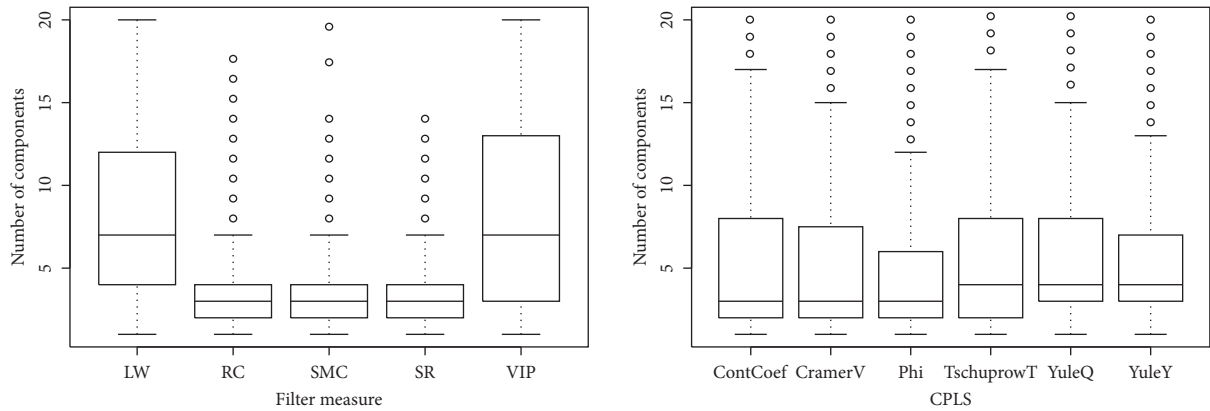 Number of components
20
15
10
5
LW RC SMC SR VIP
Filter measure
Number of components
20
15
10
5
ContCoef CramerV Phi TschuprowT YuleQ YuleY
CPLS